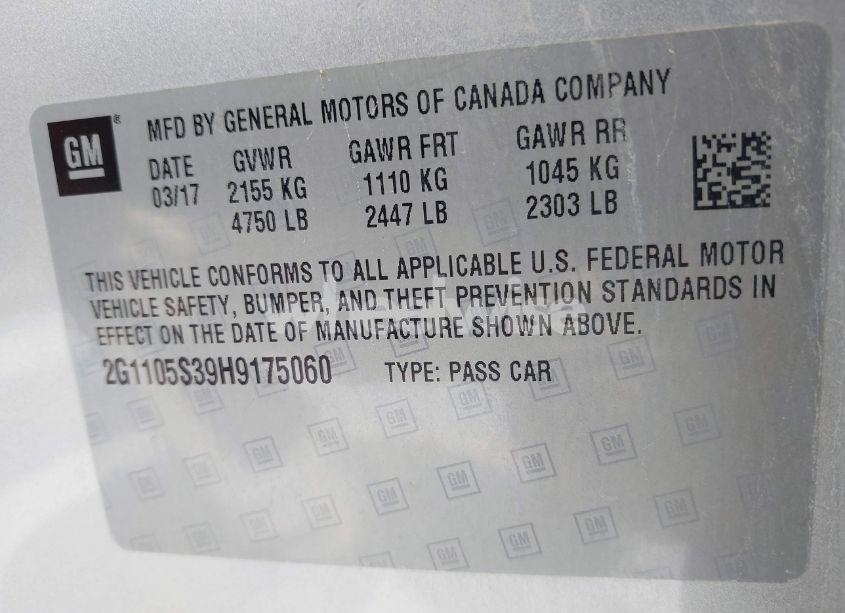 GM®
MFD BY GENERAL MOTORS OF CANADA COMPANY
DATE GVWR GAWR FRT GAWR RR
03/17 2155 KG 1110 KG 1045 KG
4750 LB 2447 LB 2303 LB
THIS VEHICLE CONFORMS TO ALL APPLICABLE U.S. FEDERAL MOTOR
VEHICLE SAFETY, BUMPER, AND THEFT PREVENTION STANDARDS IN
EFFECT ON THE DATE OF MANUFACTURE SHOWN ABOVE.
2G1105S39H9175060 TYPE: PASS CAR